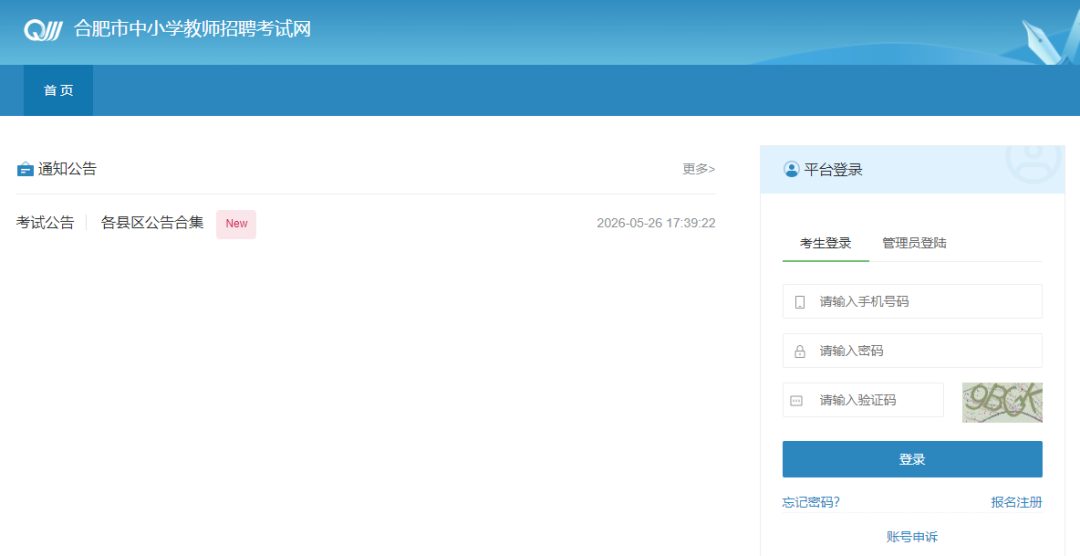 合肥市中小学教师招聘考试网
首页
通知公告
更多>
考试公告 各县区公告合集 New 2026-05-26 17:39:22
平台登录
考生登录 管理员登陆
请输入手机号码
请输入密码
请输入验证码
9BGK
登录
忘记密码? 报名注册
账号申诉